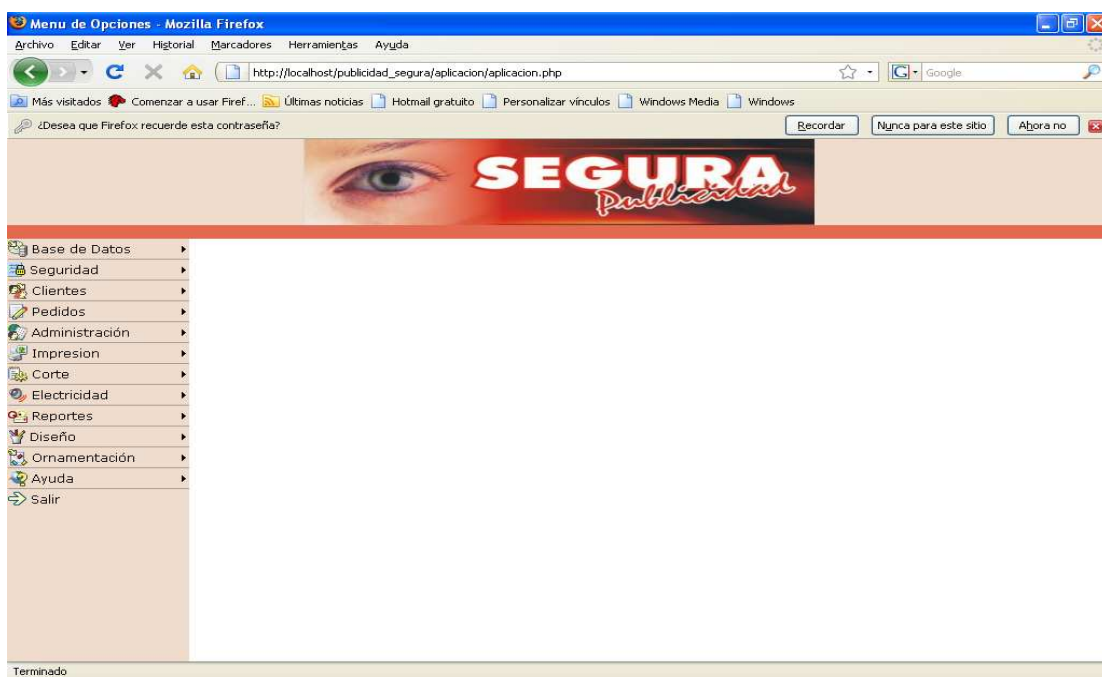 Menu de Opciones - Mozilla Firefox
Archivo Editar Ver Historial Marcadores Herramientas Ayuda
http://localhost/publicidad_segura/aplicacion/aplicacion.php Google
Más visitados Comenzar a usar Firef... Últimas noticias Hotmail gratuito Personalizar vínculos Windows Media Windows
¿Desea que Firefox recuerde esta contraseña? Recordar Nunca para este sitio Ahora no
SEGURA
Publicidad
Base de Datos
Seguridad
Clientes
Pedidos
Administración
Impresion
Corte
Electricidad
Reportes
Diseño
Ornamentación
Ayuda
Salir
Terminado